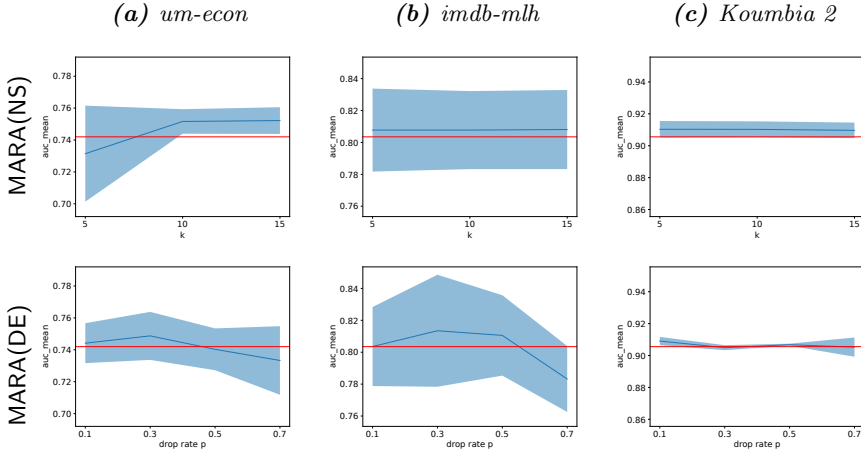 (a) um-econ (b) imdb-mlh (c) Koumbia 2
MARA(NS)
auc_mean
0.78
0.76
0.74
0.72
0.70
5 10 15
k
auc_mean
0.84
0.82
0.80
0.78
0.76
5 10 15
k
auc_mean
0.94
0.92
0.90
0.88
0.86
5 10 15
k
MARA(DE)
auc_mean
0.78
0.76
0.74
0.72
0.70
0.1 0.3 0.5 0.7
drop rate p
auc_mean
0.84
0.82
0.80
0.78
0.76
0.1 0.3 0.5 0.7
drop rate p
auc_mean
0.94
0.92
0.90
0.88
0.86
0.1 0.3 0.5 0.7
drop rate p